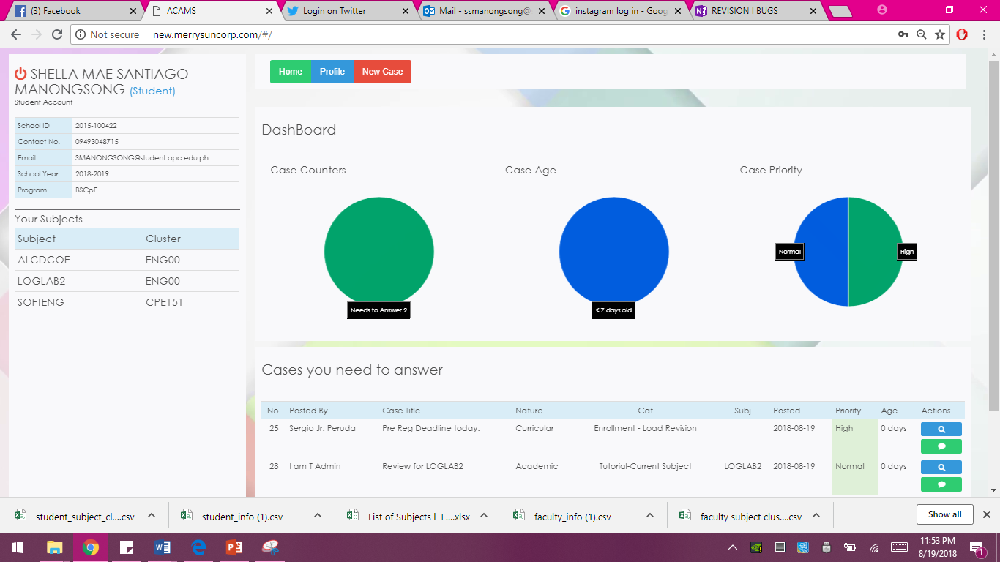 (3) Facebook
ACAMS
Login on Twitter
Mail - ssmanongsong@
instagram log in - Goog
REVISION I BUGS
Not secure
new.merrysuncorp.com/#/
SHELLA MAE SANTIAGO
MANONGSONG (Student)
Student Account
School ID 2015-100422
Contact No. 09493048715
Email SMANONGSONG@student.apc.edu.ph
School Year 2018-2019
Program BSCpE
Your Subjects
Subject Cluster
ALCDCOE ENG00
LOGLAB2 ENG00
SOFTENG CPE151
Home Profile New Case
DashBoard
Case Counters
Needs to Answer 2
Case Age
< 7 days old
Case Priority
Normal
High
Cases you need to answer
No. Posted By Case Title Nature Cat Subj Posted Priority Age Actions
25 Sergio Jr. Peruda Pre Reg Deadline today. Curricular Enrollment - Load Revision 2018-08-19 High 0 days
28 I am T Admin Review for LOGLAB2 Academic Tutorial-Current Subject LOGLAB2 2018-08-19 Normal 0 days
student_subject_cl....csv
student_info (1).csv
List of Subjects l L....xlsx
faculty_info (1).csv
faculty subject clus....csv
Show all
11:53 PM
8/19/2018
1